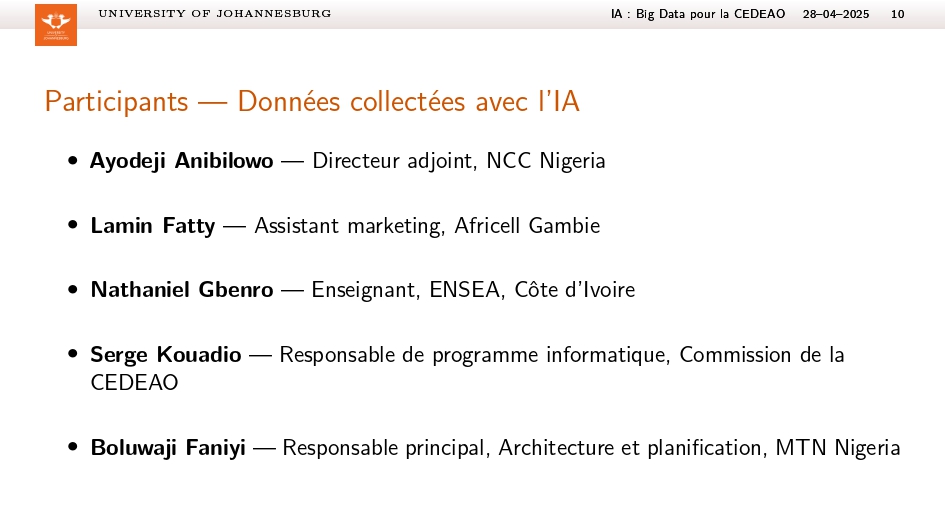 UNIVERSITY OF JOHANNESBURG
IA : Big Data pour la CEDEAO 28–04–2025 10
UNIVERSITY
JOHANNESBURG
Participants — Données collectées avec l'IA
• Ayodeji Anibilowo — Directeur adjoint, NCC Nigeria
• Lamin Fatty — Assistant marketing, Africell Gambie
• Nathaniel Gbenro — Enseignant, ENSEA, Côte d'Ivoire
• Serge Kouadio — Responsable de programme informatique, Commission de la
CEDEAO
• Boluwaji Faniyi — Responsable principal, Architecture et planification, MTN Nigeria